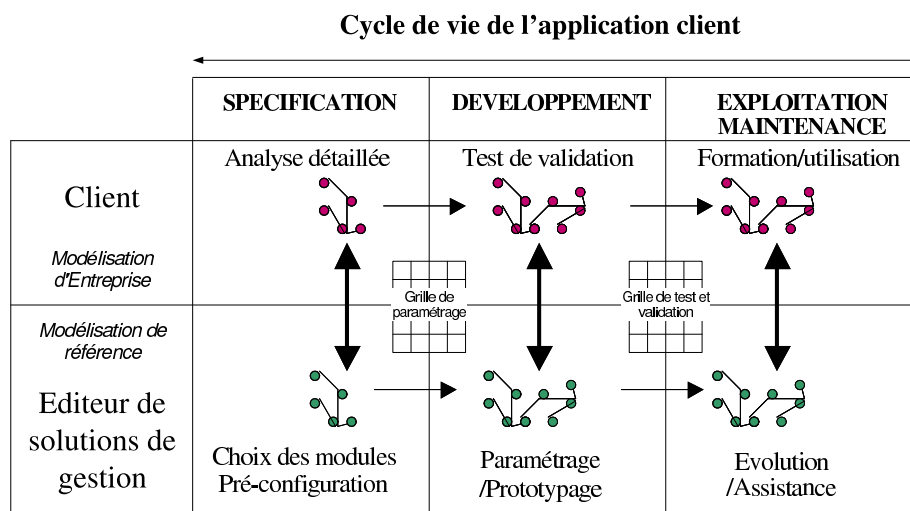 Cycle de vie de l'application client
SPECIFICATION
DEVELOPPEMENT
EXPLOITATION
MAINTENANCE
Client
Modélisation
d'Entreprise
Analyse détaillée
Test de validation
Formation/utilisation
Grille de
paramétrage
Grille de test et
validation
Modélisation de
référence
Editeur de
solutions de
gestion
Choix des modules
Pré-configuration
Paramétrage
/Prototypage
Evolution
/Assistance